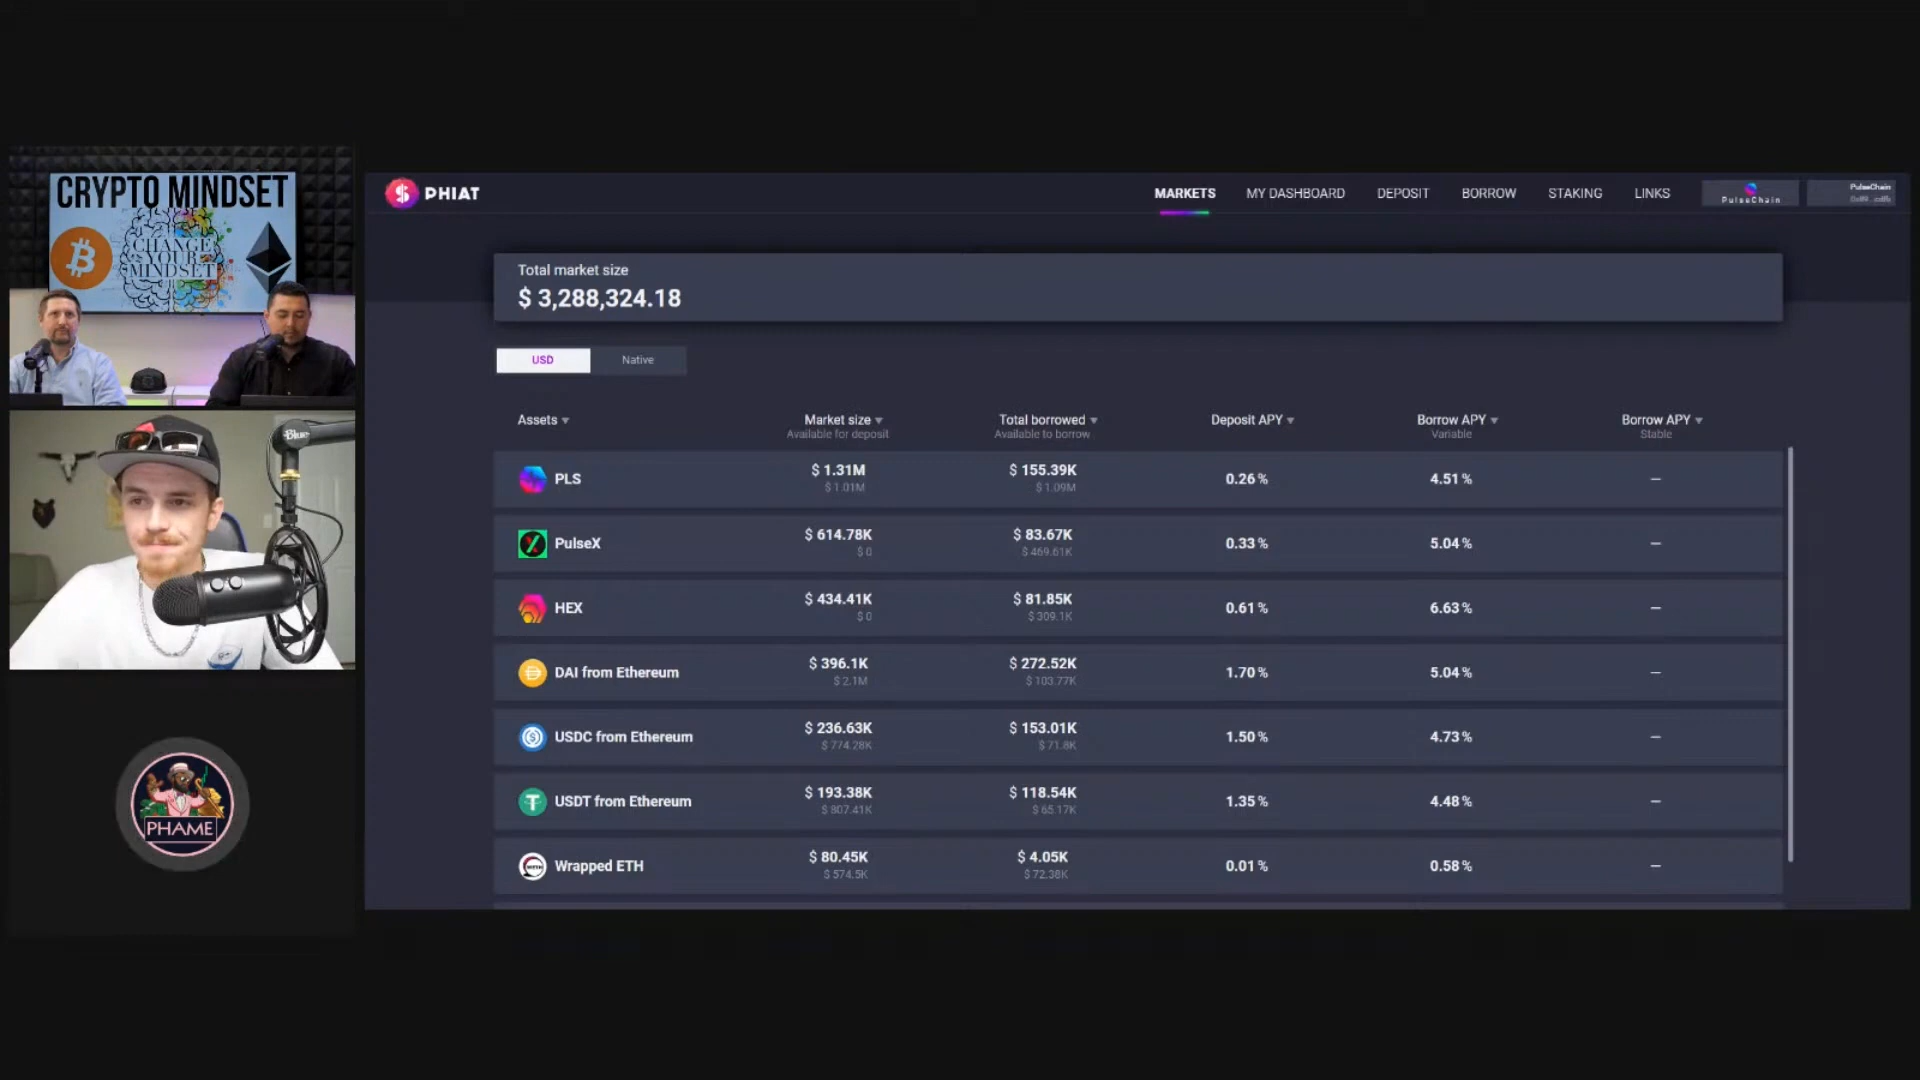 CRYPTO MINDSET
CHANGE
YOUR
MINDSET
PHAME
PHIAT
MARKETS
MY DASHBOARD
DEPOSIT
BORROW
STAKING
LINKS
PulseChain
PulseChain
Total market size
$ 3,288,324.18
USD
Native
Assets
Market size
Available for deposit
Total borrowed
Available to borrow
Deposit APY
Borrow APY
Variable
Borrow APY
Stable
PLS
$ 1.31M
$ 1.01M
$ 155.39K
$ 1.09M
0.26 %
4.51 %
—
PulseX
$ 614.78K
$ 0
$ 83.67K
$ 469.61K
0.33 %
5.04 %
—
HEX
$ 434.41K
$ 0
$ 81.85K
$ 309.1K
0.61 %
6.63 %
—
DAI from Ethereum
$ 396.1K
$ 2.1M
$ 272.52K
$ 103.77K
1.70 %
5.04 %
—
USDC from Ethereum
$ 236.63K
$ 774.28K
$ 153.01K
$ 71.8K
1.50 %
4.73 %
—
USDT from Ethereum
$ 193.38K
$ 807.41K
$ 118.54K
$ 65.17K
1.35 %
4.48 %
—
Wrapped ETH
$ 80.45K
$ 574.5K
$ 4.05K
$ 72.38K
0.01 %
0.58 %
—